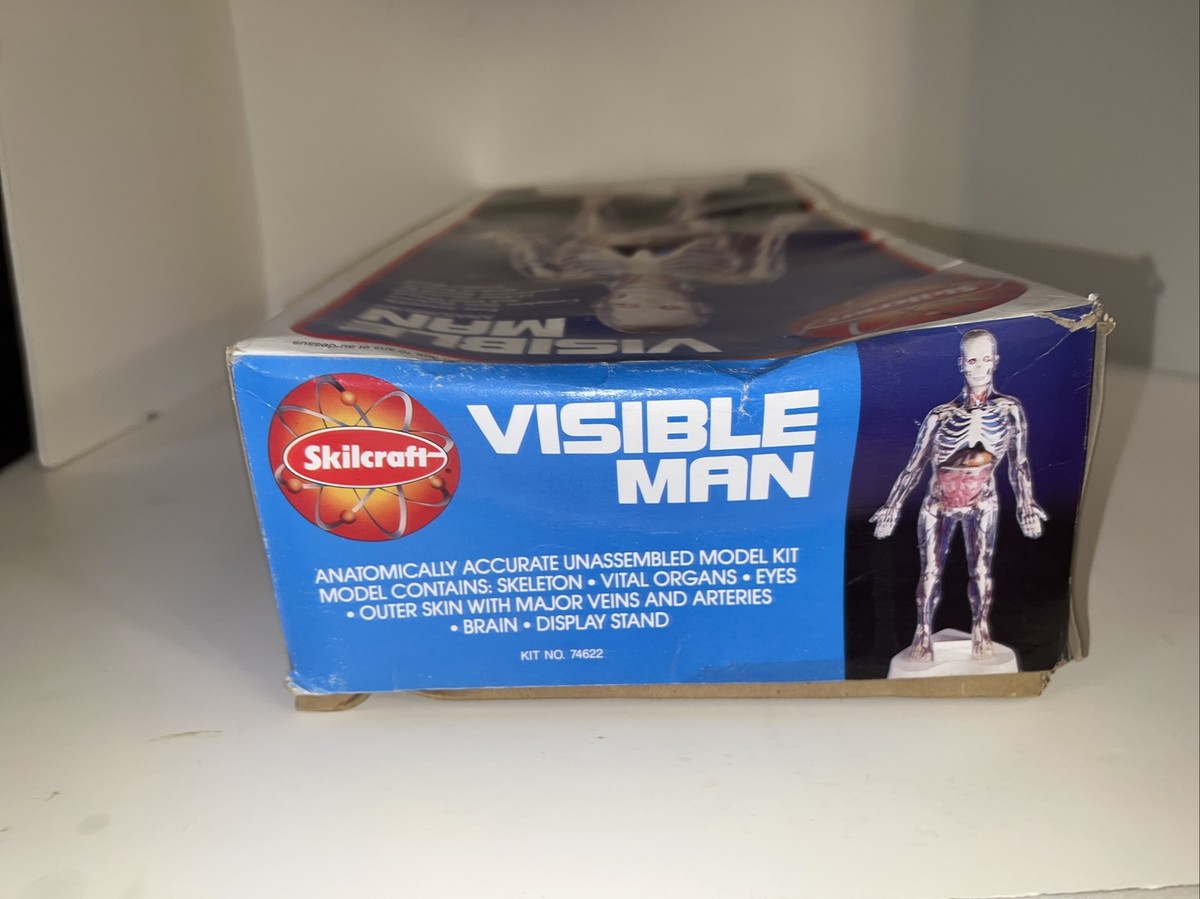 VISIBLE
MAN
Skilcraft
VISIBLE
MAN
ANATOMICALLY ACCURATE UNASSEMBLED MODEL KIT
MODEL CONTAINS: SKELETON • VITAL ORGANS • EYES
• OUTER SKIN WITH MAJOR VEINS AND ARTERIES
• BRAIN • DISPLAY STAND
KIT NO. 74622